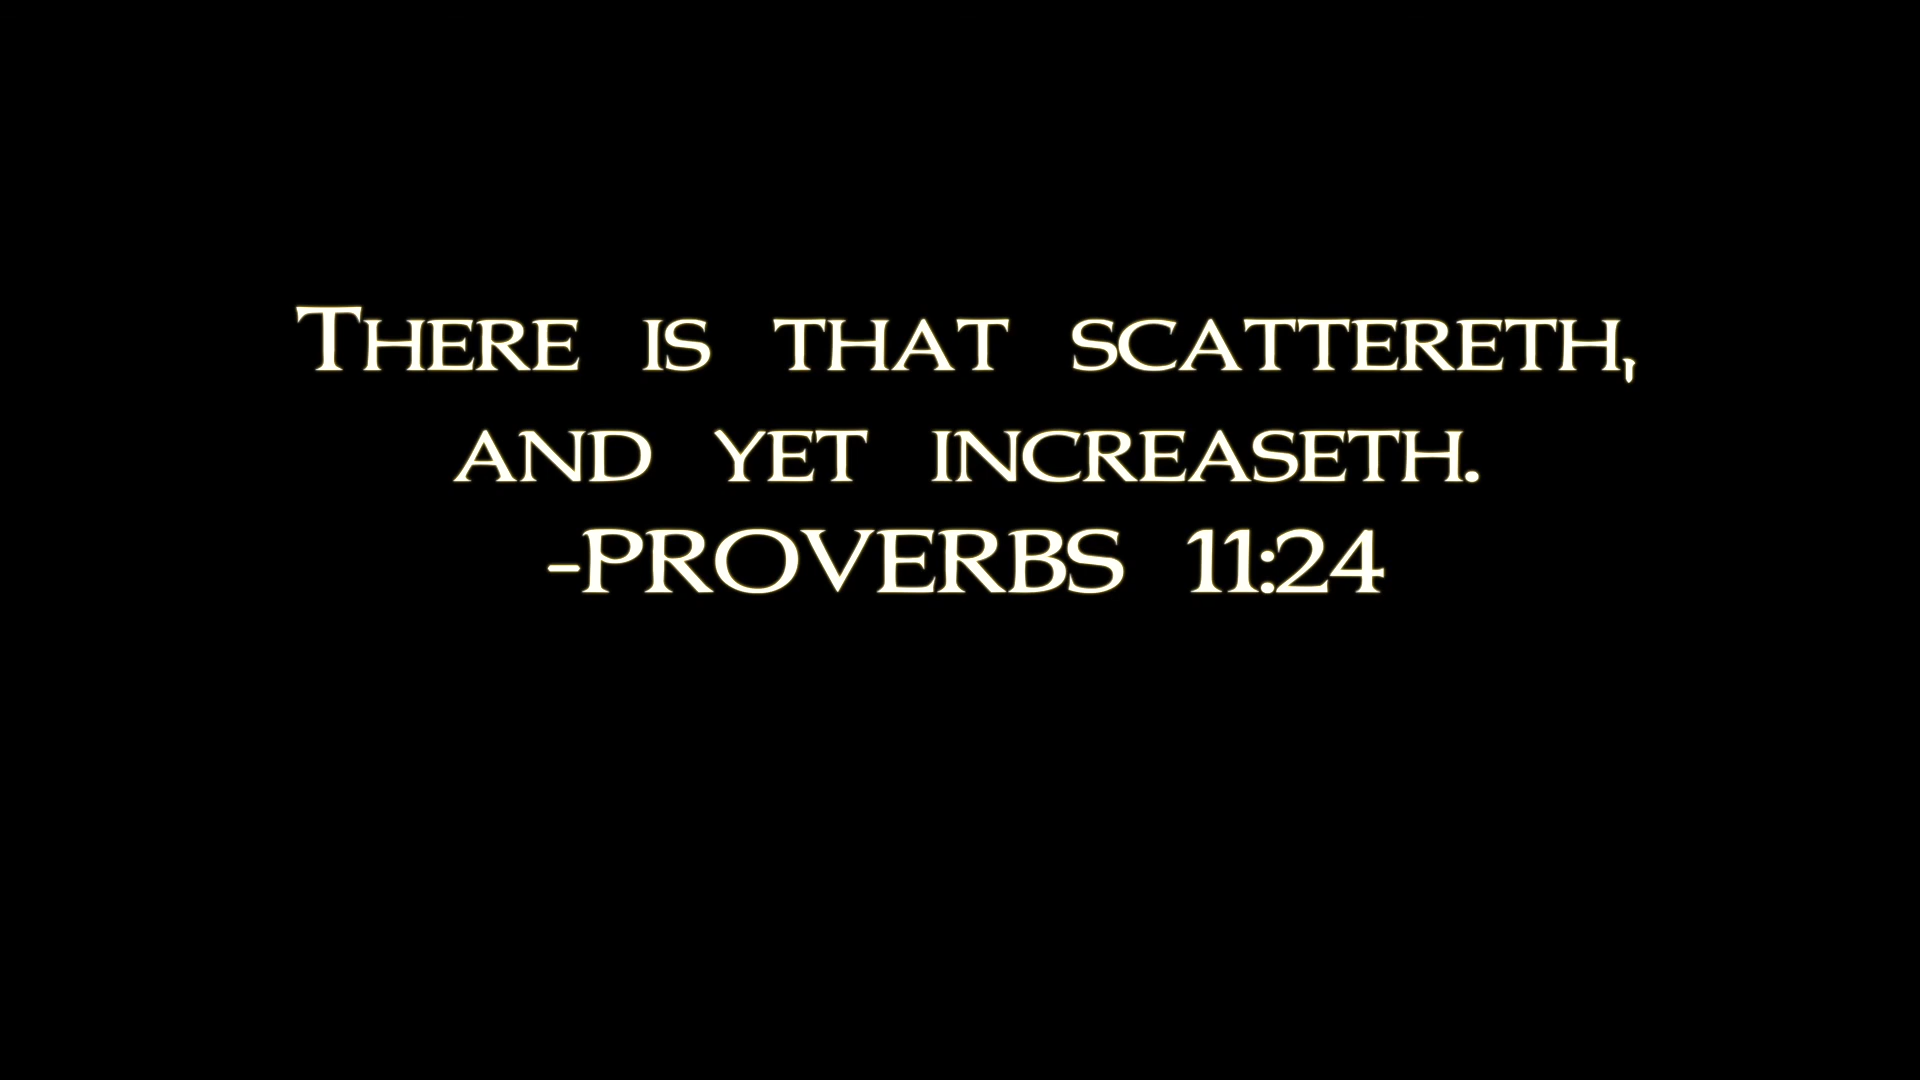 There is that scattereth,
and yet increaseth.
-PROVERBS 11:24